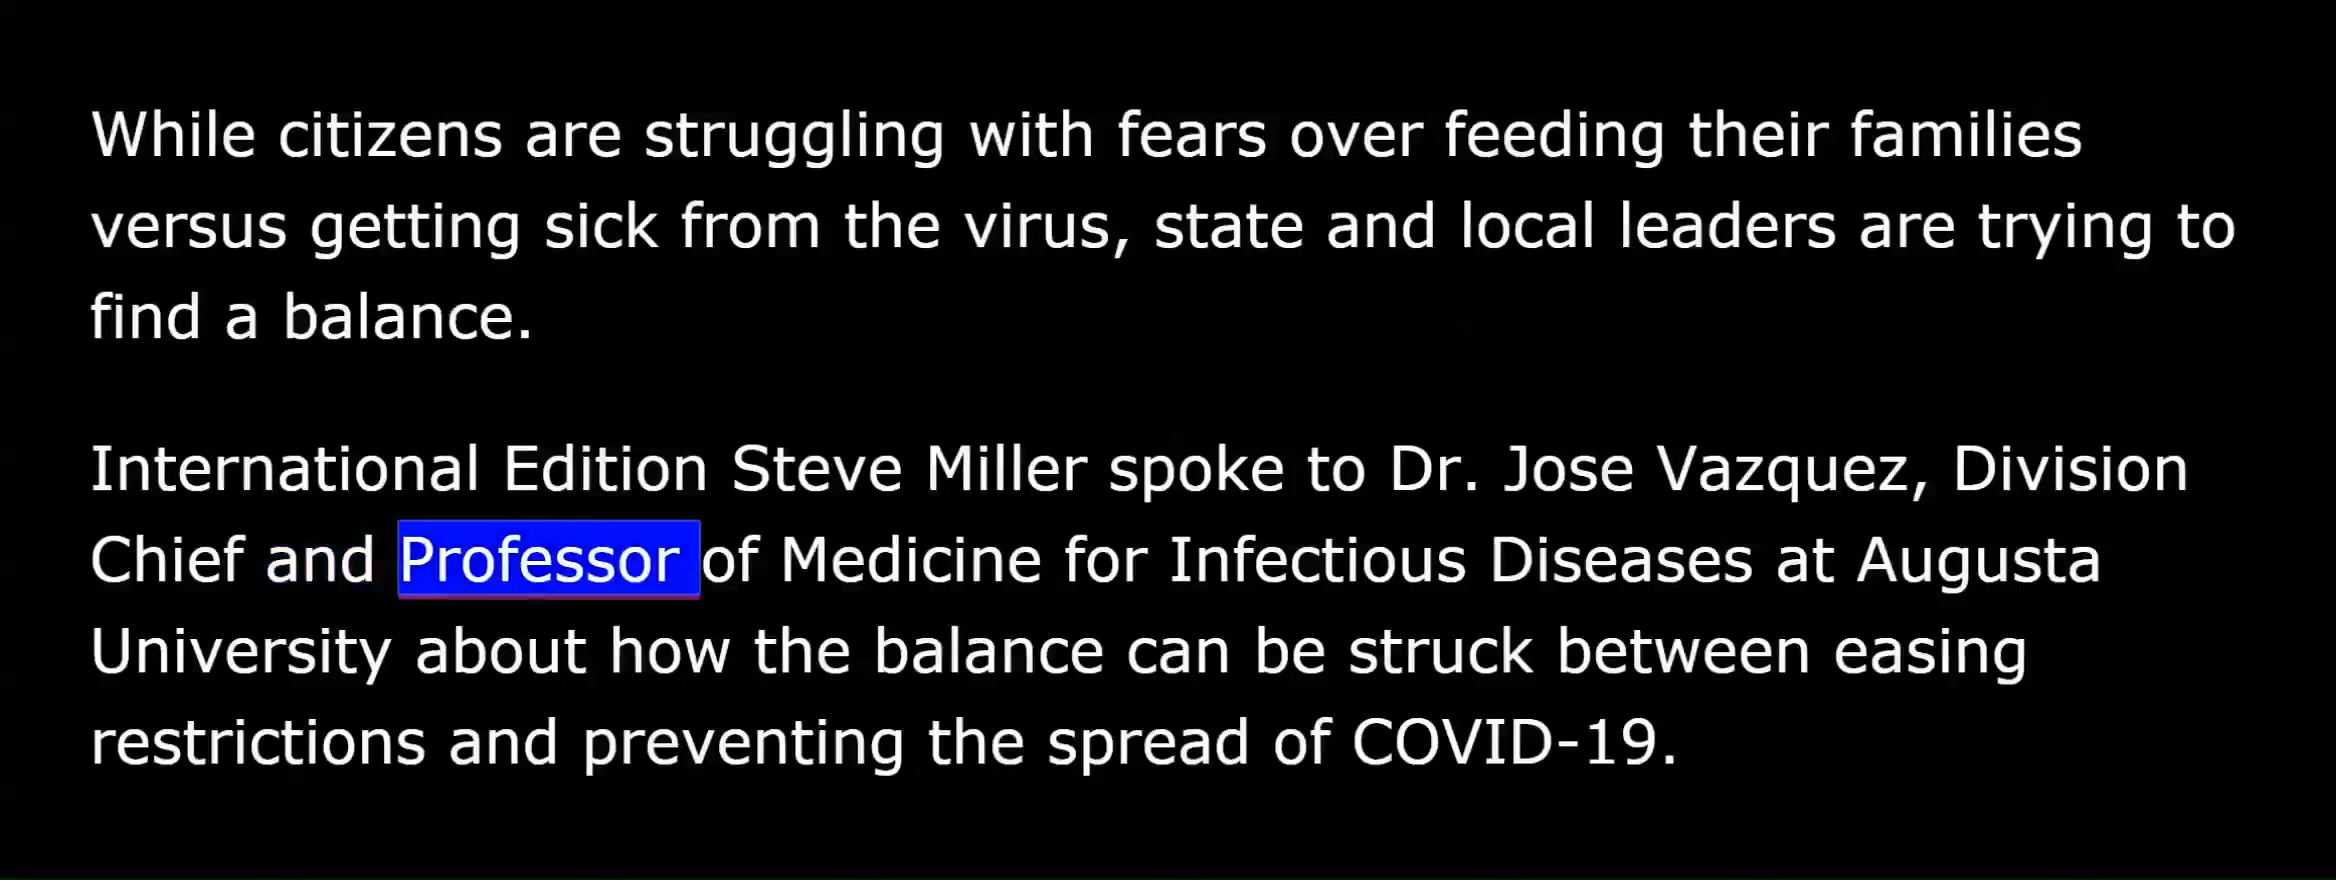 While citizens are struggling with fears over feeding their families
versus getting sick from the virus, state and local leaders are trying to
find a balance.
International Edition Steve Miller spoke to Dr. Jose Vazquez, Division
Chief and Professor of Medicine for Infectious Diseases at Augusta
University about how the balance can be struck between easing
restrictions and preventing the spread of COVID-19.